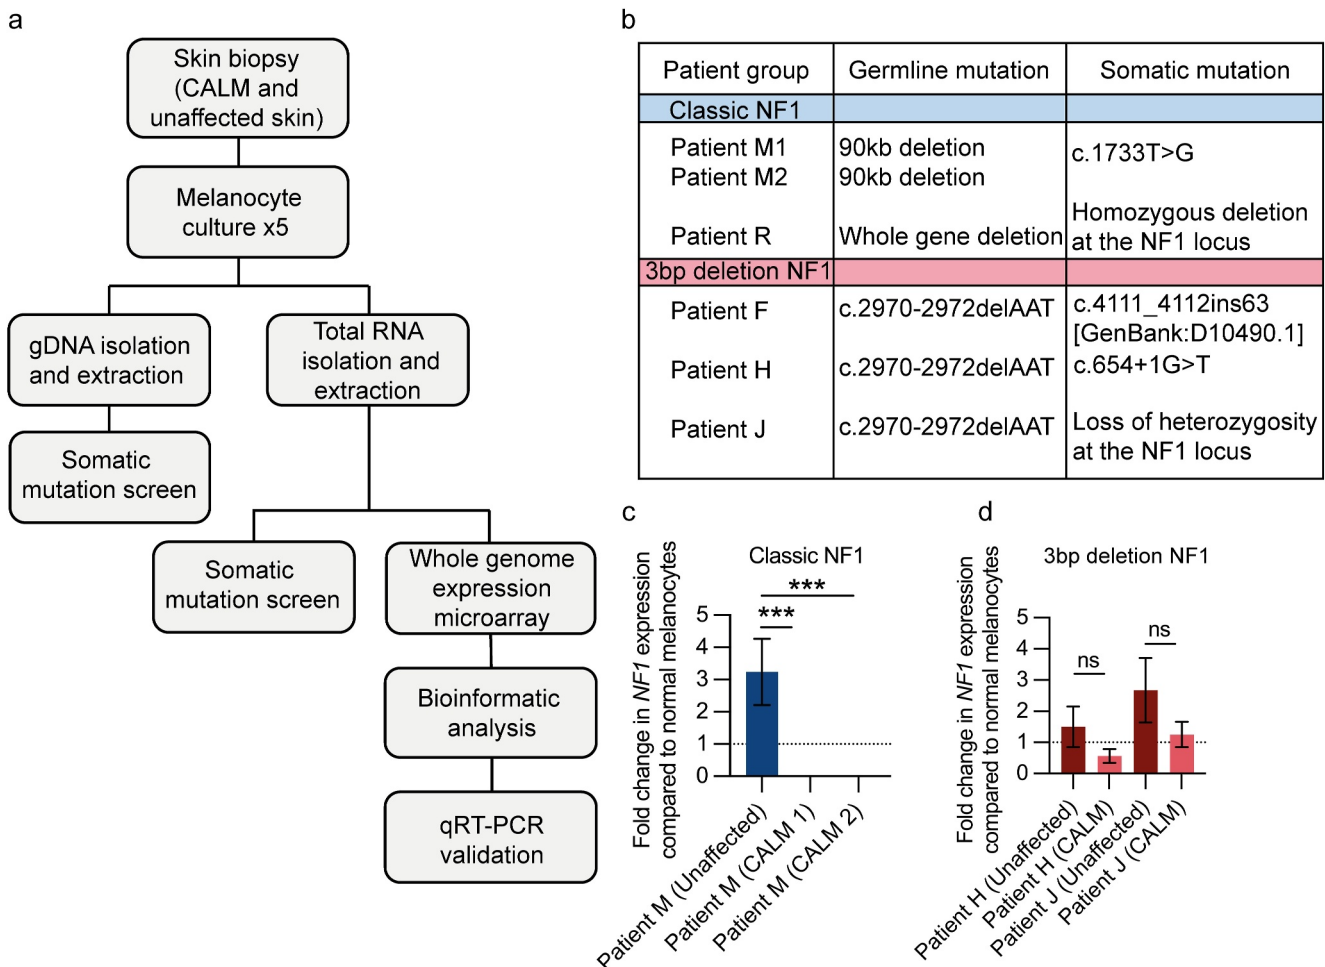 a
Skin biopsy
(CALM and
unaffected skin)
Melanocyte
culture x5
gDNA isolation
and extraction
Total RNA
isolation and
extraction
Somatic
mutation screen
Somatic
mutation screen
Whole genome
expression
microarray
Bioinformatic
analysis
qRT-PCR
validation
b
Patient group Germline mutation Somatic mutation
Classic NF1
Patient M1 90kb deletion c.1733T>G
Patient M2 90kb deletion
Patient R Whole gene deletion Homozygous deletion
at the NF1 locus
3bp deletion NF1
Patient F c.2970-2972delAAT c.4111_4112ins63
[GenBank:D10490.1]
Patient H c.2970-2972delAAT c.654+1G>T
Patient J c.2970-2972delAAT Loss of heterozygosity
at the NF1 locus
c
Classic NF1
Fold change in NF1 expression
compared to normal melanocytes
***
***
5
4
3
2
1
0
Patient M (Unaffected)
Patient M (CALM 1)
Patient M (CALM 2)
d
3bp deletion NF1
Fold change in NF1 expression
compared to normal melanocytes
ns
ns
5
4
3
2
1
0
Patient H (Unaffected)
Patient H (CALM)
Patient J (Unaffected)
Patient J (CALM)